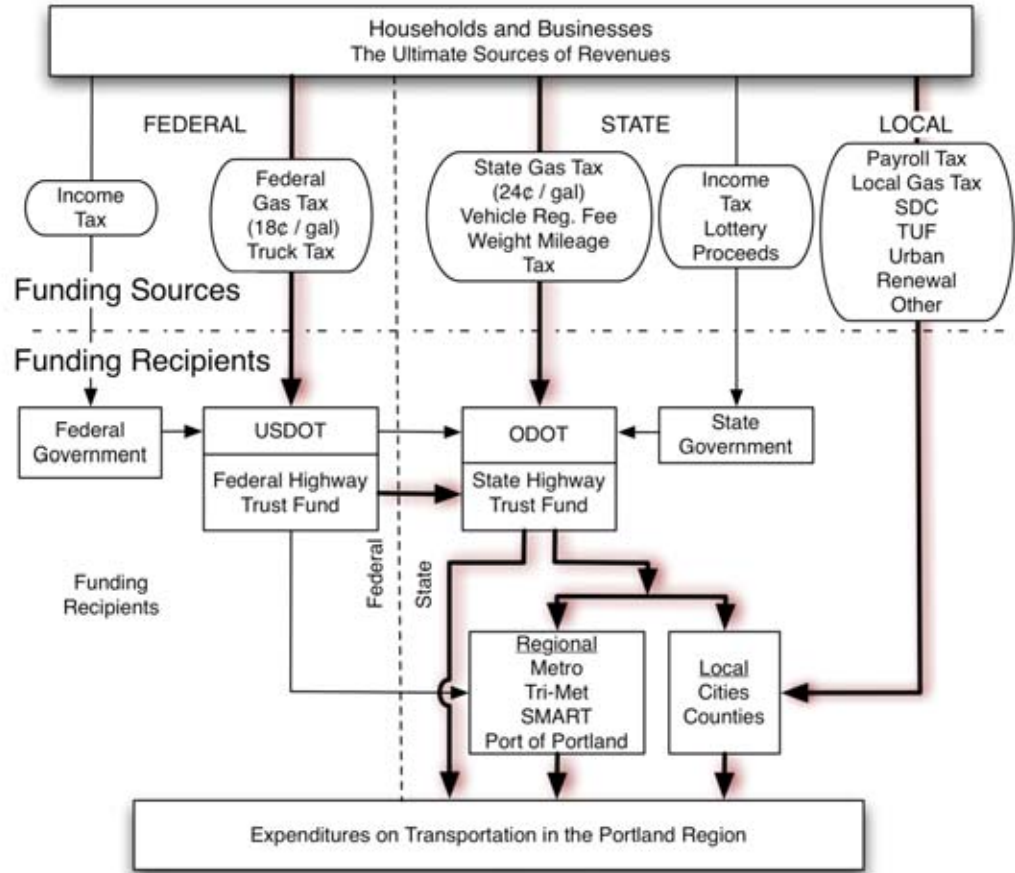 Households and Businesses
The Ultimate Sources of Revenues
FEDERAL
STATE
LOCAL
Income
Tax
Federal
Gas Tax
(18¢ / gal)
Truck Tax
State Gas Tax
(24¢ / gal)
Vehicle Reg. Fee
Weight Mileage
Tax
Income
Tax
Lottery
Proceeds
Payroll Tax
Local Gas Tax
SDC
TUF
Urban
Renewal
Other
Funding Sources
Funding Recipients
Federal
Government
USDOT
Federal Highway
Trust Fund
ODOT
State Highway
Trust Fund
State
Government
Funding
Recipients
Federal
State
Regional
Metro
Tri-Met
SMART
Port of Portland
Local
Cities
Counties
Expenditures on Transportation in the Portland Region